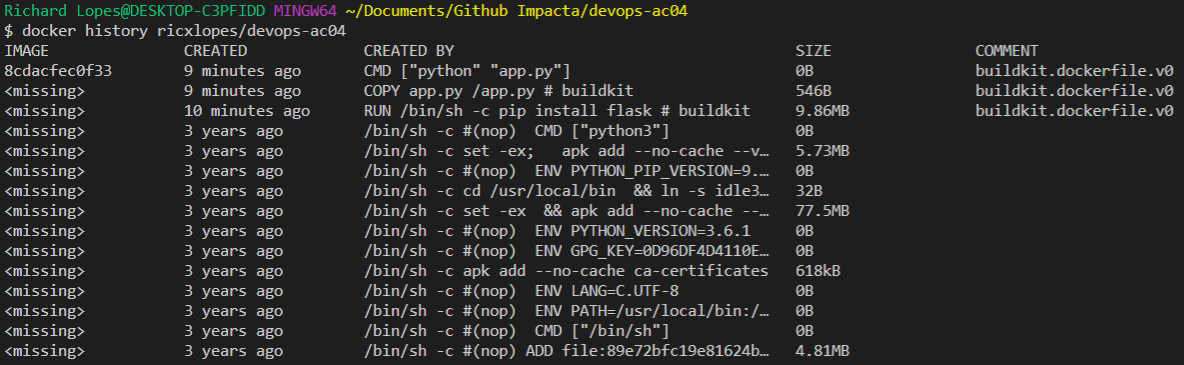 Richard Lopes@DESKTOP-C3PFIDD MINGW64 ~/Documents/Github Impacta/devops-ac04
$ docker history ricxlopes/devops-ac04
IMAGE CREATED CREATED BY SIZE COMMENT
8cdacfec0f33 9 minutes ago CMD ["python" "app.py"] 0B buildkit.dockerfile.v0
<missing> 9 minutes ago COPY app.py /app.py # buildkit 546B buildkit.dockerfile.v0
<missing> 10 minutes ago RUN /bin/sh -c pip install flask # buildkit 9.86MB buildkit.dockerfile.v0
<missing> 3 years ago /bin/sh -c #(nop)  CMD ["python3"] 0B
<missing> 3 years ago /bin/sh -c set -ex;   apk add --no-cache --v… 5.73MB
<missing> 3 years ago /bin/sh -c #(nop)  ENV PYTHON_PIP_VERSION=9.… 0B
<missing> 3 years ago /bin/sh -c cd /usr/local/bin  && ln -s idle3… 32B
<missing> 3 years ago /bin/sh -c set -ex  && apk add --no-cache --… 77.5MB
<missing> 3 years ago /bin/sh -c #(nop)  ENV PYTHON_VERSION=3.6.1 0B
<missing> 3 years ago /bin/sh -c #(nop)  ENV GPG_KEY=0D96DF4D4110E… 0B
<missing> 3 years ago /bin/sh -c apk add --no-cache ca-certificates 618kB
<missing> 3 years ago /bin/sh -c #(nop)  ENV LANG=C.UTF-8 0B
<missing> 3 years ago /bin/sh -c #(nop)  ENV PATH=/usr/local/bin:/… 0B
<missing> 3 years ago /bin/sh -c #(nop)  CMD ["/bin/sh"] 0B
<missing> 3 years ago /bin/sh -c #(nop) ADD file:89e72bfc19e81624b… 4.81MB